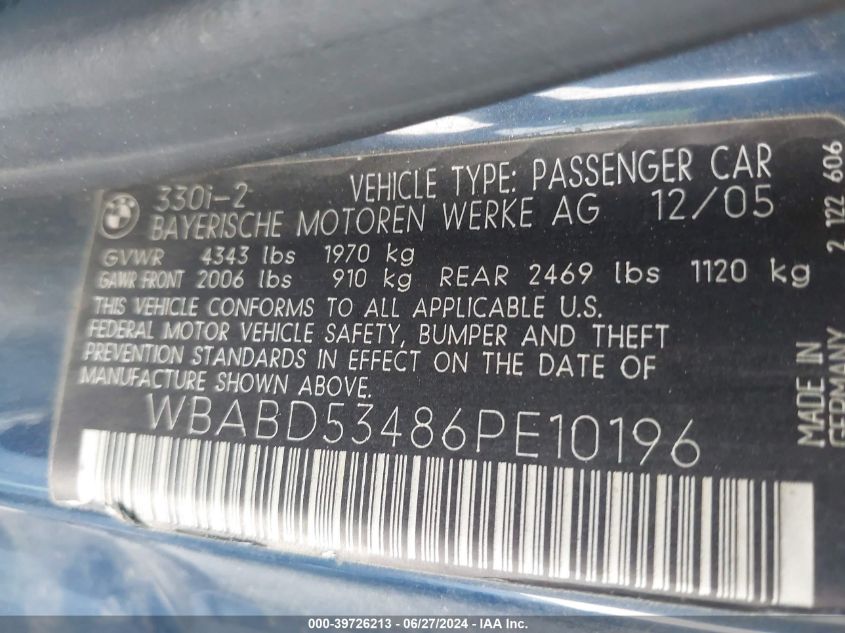 330i-2 VEHICLE TYPE: PASSENGER CAR
BAYERISCHE MOTOREN WERKE AG 12/05
GVWR 4343 lbs 1970 kg
GAWR FRONT 2006 lbs 910 kg REAR 2469 lbs 1120 kg
THIS VEHICLE CONFORMS TO ALL APPLICABLE U.S.
FEDERAL MOTOR VEHICLE SAFETY, BUMPER AND THEFT
PREVENTION STANDARDS IN EFFECT ON THE DATE OF
MANUFACTURE SHOWN ABOVE.
WBABD53486PE10196
MADE IN
GERMANY 2 122 606
000-39726213 - 06/27/2024 - IAAI.com